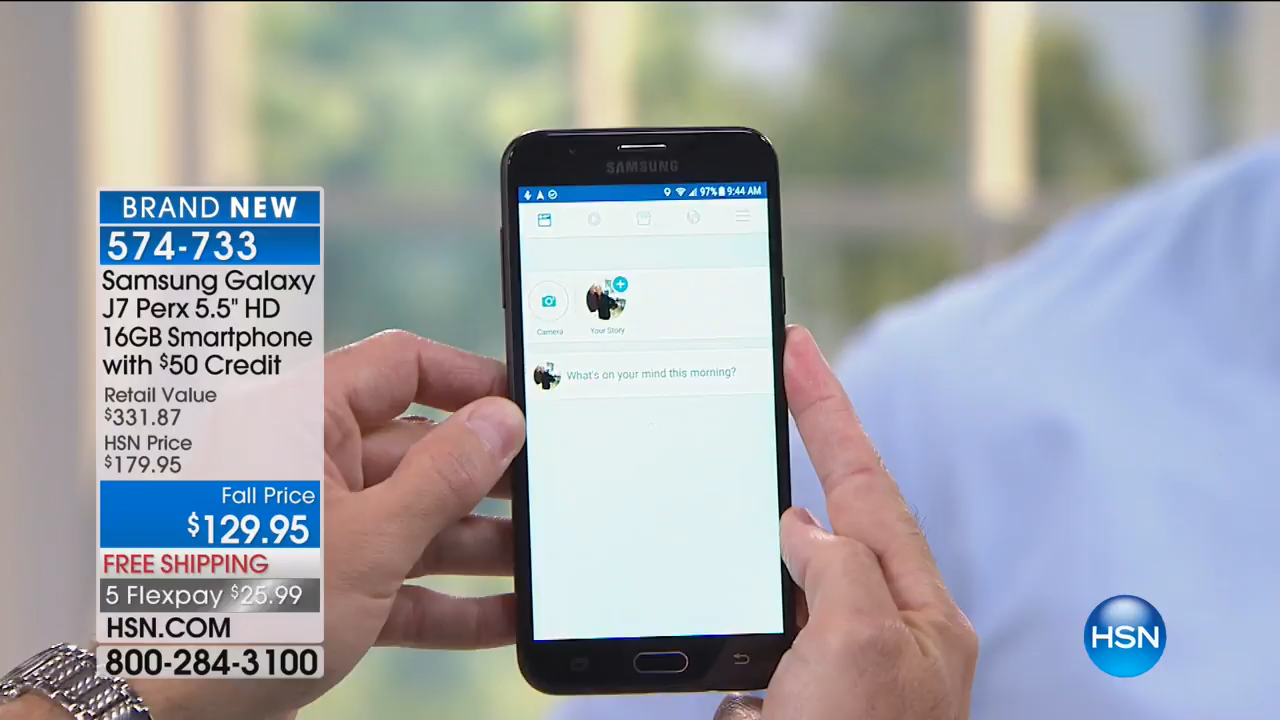 BRAND NEW
574-733
Samsung Galaxy
J7 Perx 5.5" HD
16GB Smartphone
with $50 Credit
Retail Value
$331.87
HSN Price
$179.95
Fall Price
$129.95
FREE SHIPPING
5 Flexpay $25.99
HSN.COM
800-284-3100
SAMSUNG
97% 9:44 AM
Camera
Your Story
What's on your mind this morning?
HSN